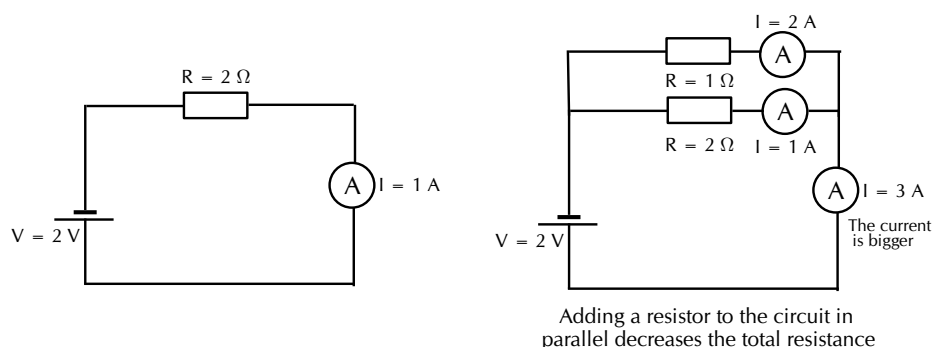 R = 2 Ω
A
I = 1 A
V = 2 V
I = 2 A
A
R = 1 Ω
A
R = 2 Ω
I = 1 A
A
I = 3 A
The current
is bigger
V = 2 V
Adding a resistor to the circuit in
parallel decreases the total resistance